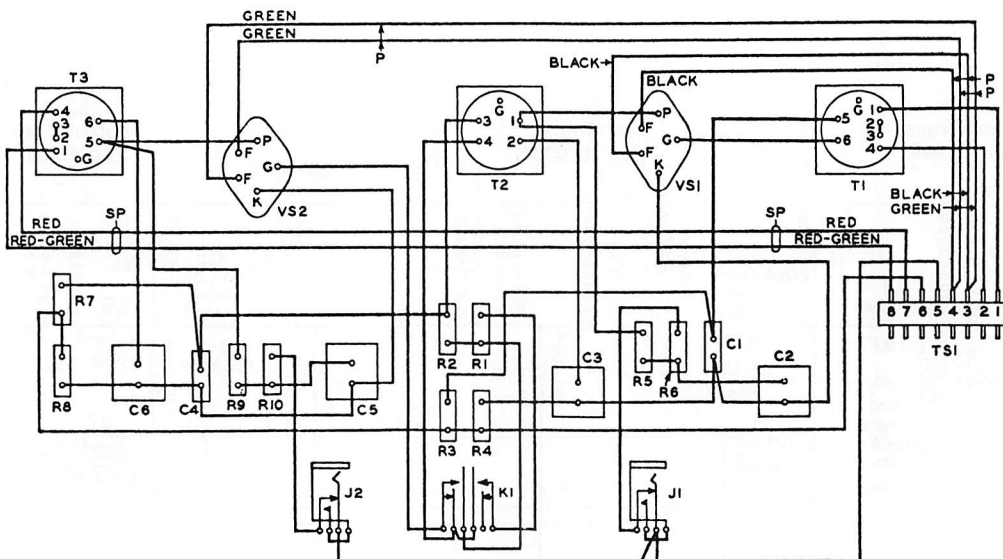 GREEN
GREEN
P
BLACK
BLACK
P
P
T3
4
3
2
1
6
5
G
P
F
G
F
K
VS2
G
3
1
4
2
T2
P
F
G
F
K
VS1
G
5
6
1
2
3
4
T1
BLACK
GREEN
SP
RED
RED-GREEN
SP
RED
RED-GREEN
8 7 6 5 4 3 2 1
TS1
R7
R8
C6
C4
R9
R10
C5
R2
R1
R3
R4
C3
R5
R6
C1
C2
J2
K1
J1